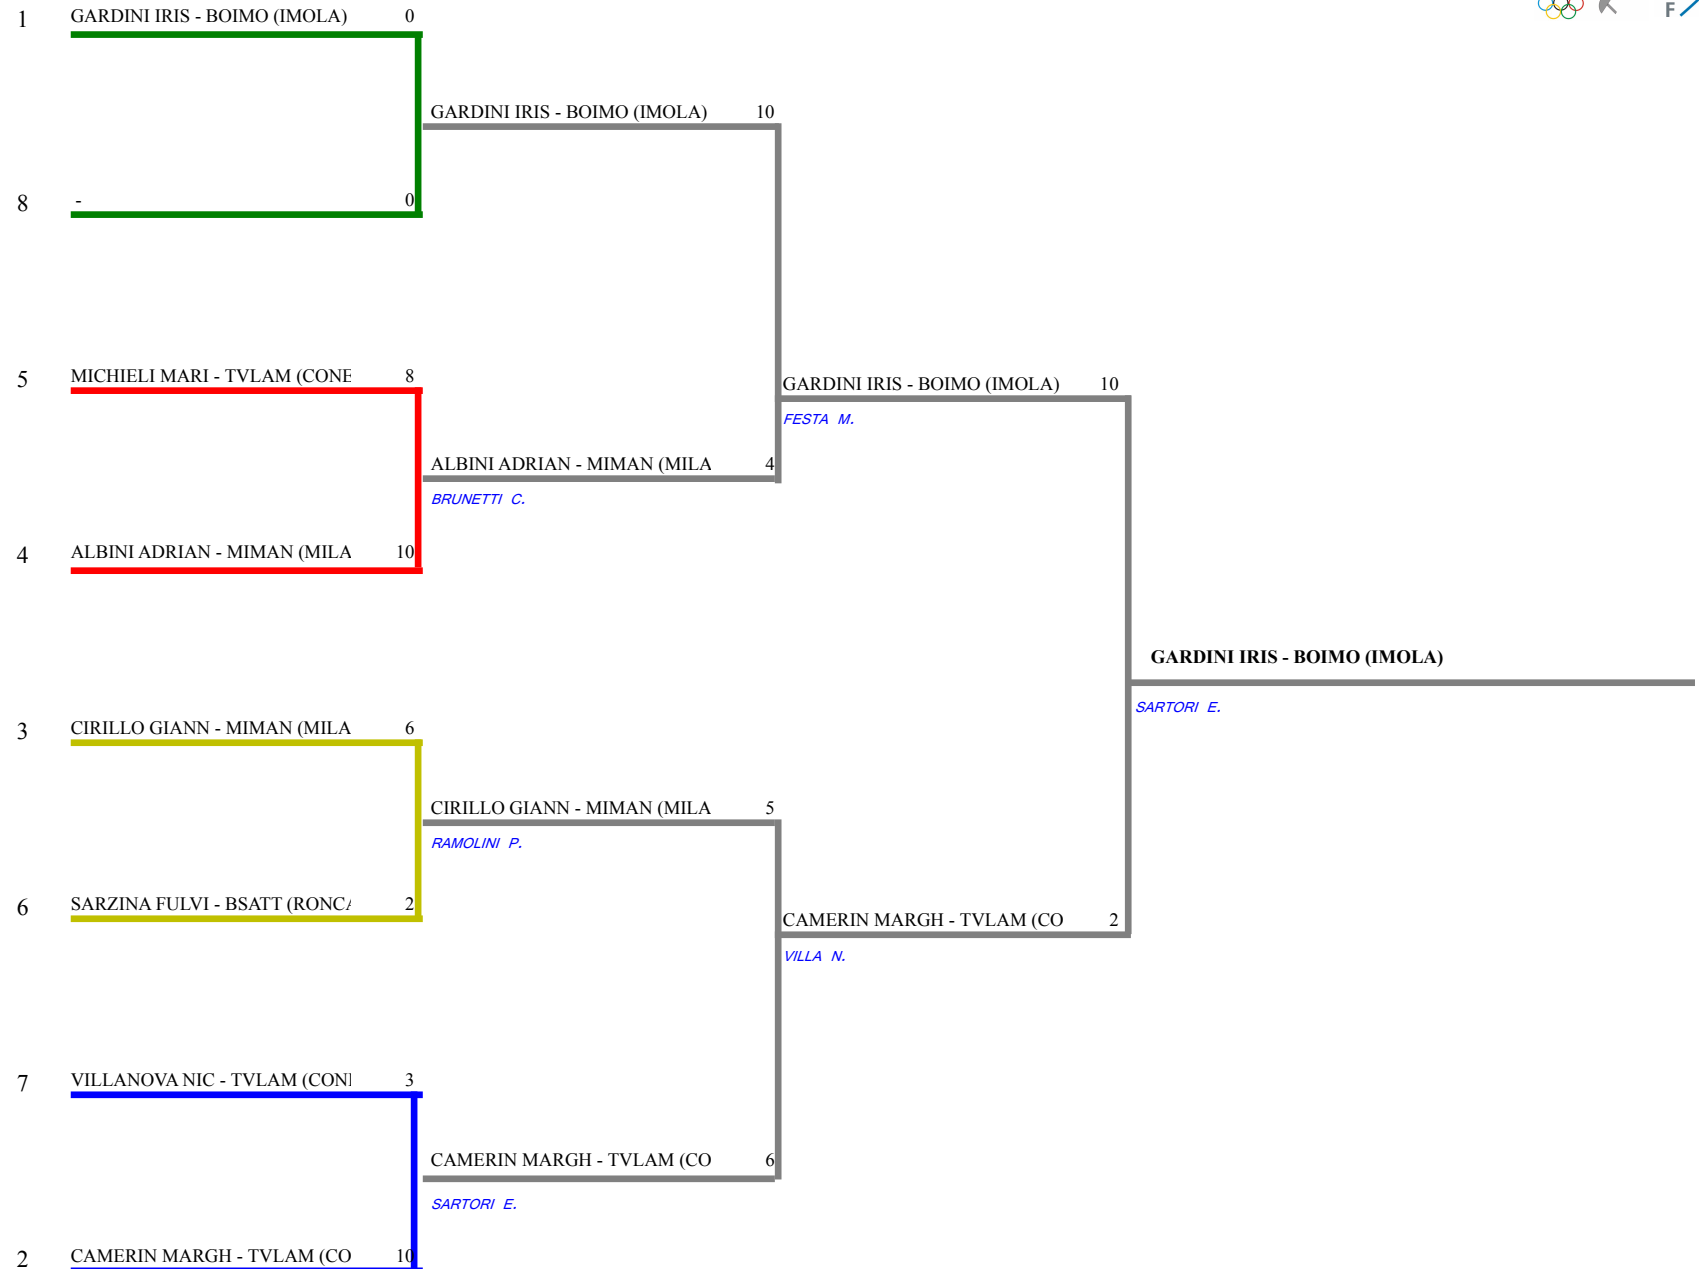 1 GARDINI IRIS - BOIMO (IMOLA) 0
F
GARDINI IRIS - BOIMO (IMOLA) 10
8 - 0
5 MICHIELI MARI - TVLAM (CONE 8
GARDINI IRIS - BOIMO (IMOLA) 10
FESTA M.
ALBINI ADRIAN - MIMAN (MILA 4
BRUNETTI C.
4 ALBINI ADRIAN - MIMAN (MILA 10
GARDINI IRIS - BOIMO (IMOLA)
SARTORI E.
3 CIRILLO GIANN - MIMAN (MILA 6
CIRILLO GIANN - MIMAN (MILA 5
RAMOLINI P.
6 SARZINA FULVI - BSATT (RONCA 2
CAMERIN MARGH - TVLAM (CO 2
VILLA N.
7 VILLANOVA NIC - TVLAM (CON 3
CAMERIN MARGH - TVLAM (CO 6
SARTORI E.
2 CAMERIN MARGH - TVLAM (CO 10